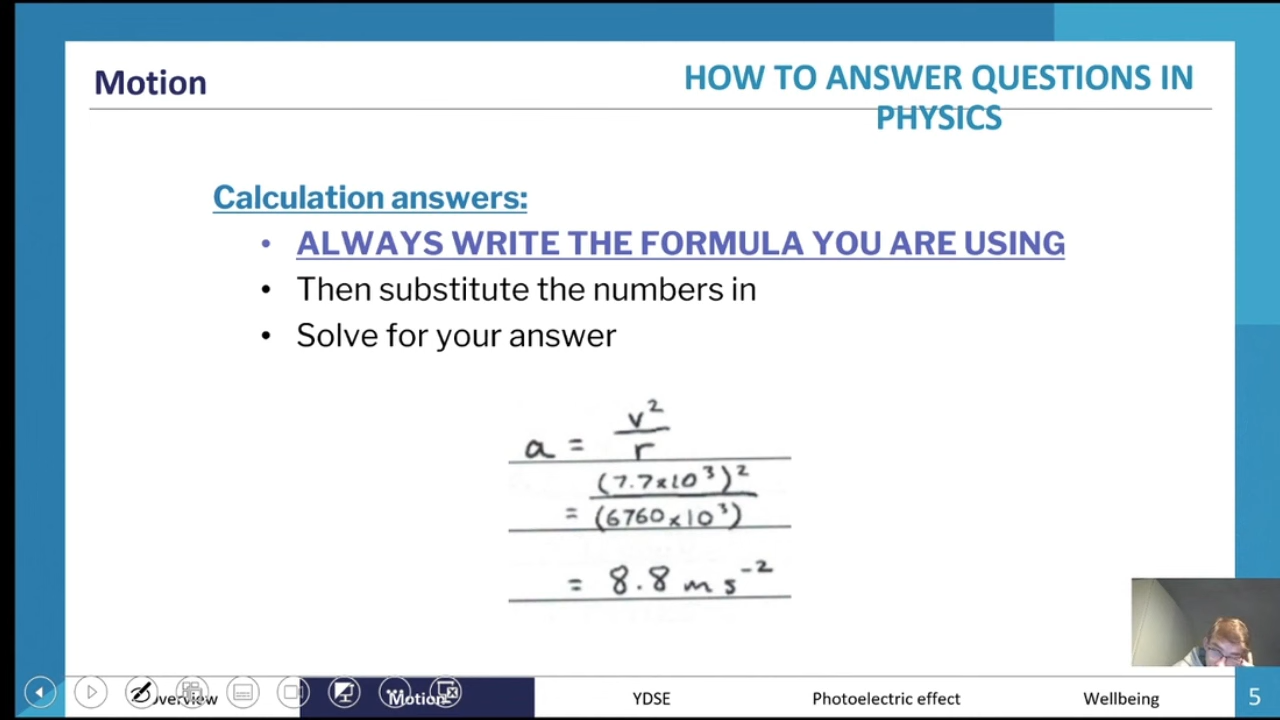 Motion
HOW TO ANSWER QUESTIONS IN
PHYSICS
Calculation answers:
• ALWAYS WRITE THE FORMULA YOU ARE USING
• Then substitute the numbers in
• Solve for your answer
a = v²/r
= (7.7×10³)²/(6760×10³)
= 8.8 m s⁻²
Overview Motion YDSE Photoelectric effect Wellbeing 5